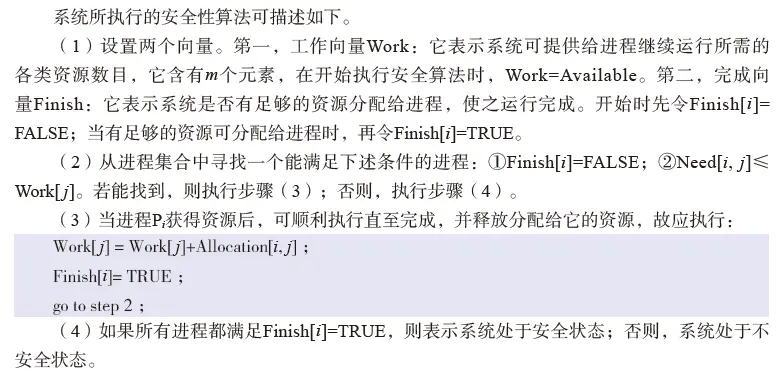 系统所执行的安全性算法可描述如下。
（1）设置两个向量。第一，工作向量Work：它表示系统可提供给进程继续运行所需的
各类资源数目，它含有m个元素，在开始执行安全算法时，Work=Available。第二，完成向
量Finish：它表示系统是否有足够的资源分配给进程，使之运行完成。开始时先令Finish[i]=
FALSE；当有足够的资源可分配给进程时，再令Finish[i]=TRUE。
（2）从进程集合中寻找一个能满足下述条件的进程：①Finish[i]=FALSE；②Need[i, j]≤
Work[j]。若能找到，则执行步骤（3）；否则，执行步骤（4）。
（3）当进程Pi获得资源后，可顺利执行直至完成，并释放分配给它的资源，故应执行：
Work[j] = Work[j]+Allocation[i, j] ;
Finish[i]= TRUE ;
go to step 2 ;
（4）如果所有进程都满足Finish[i]=TRUE，则表示系统处于安全状态；否则，系统处于不
安全状态。